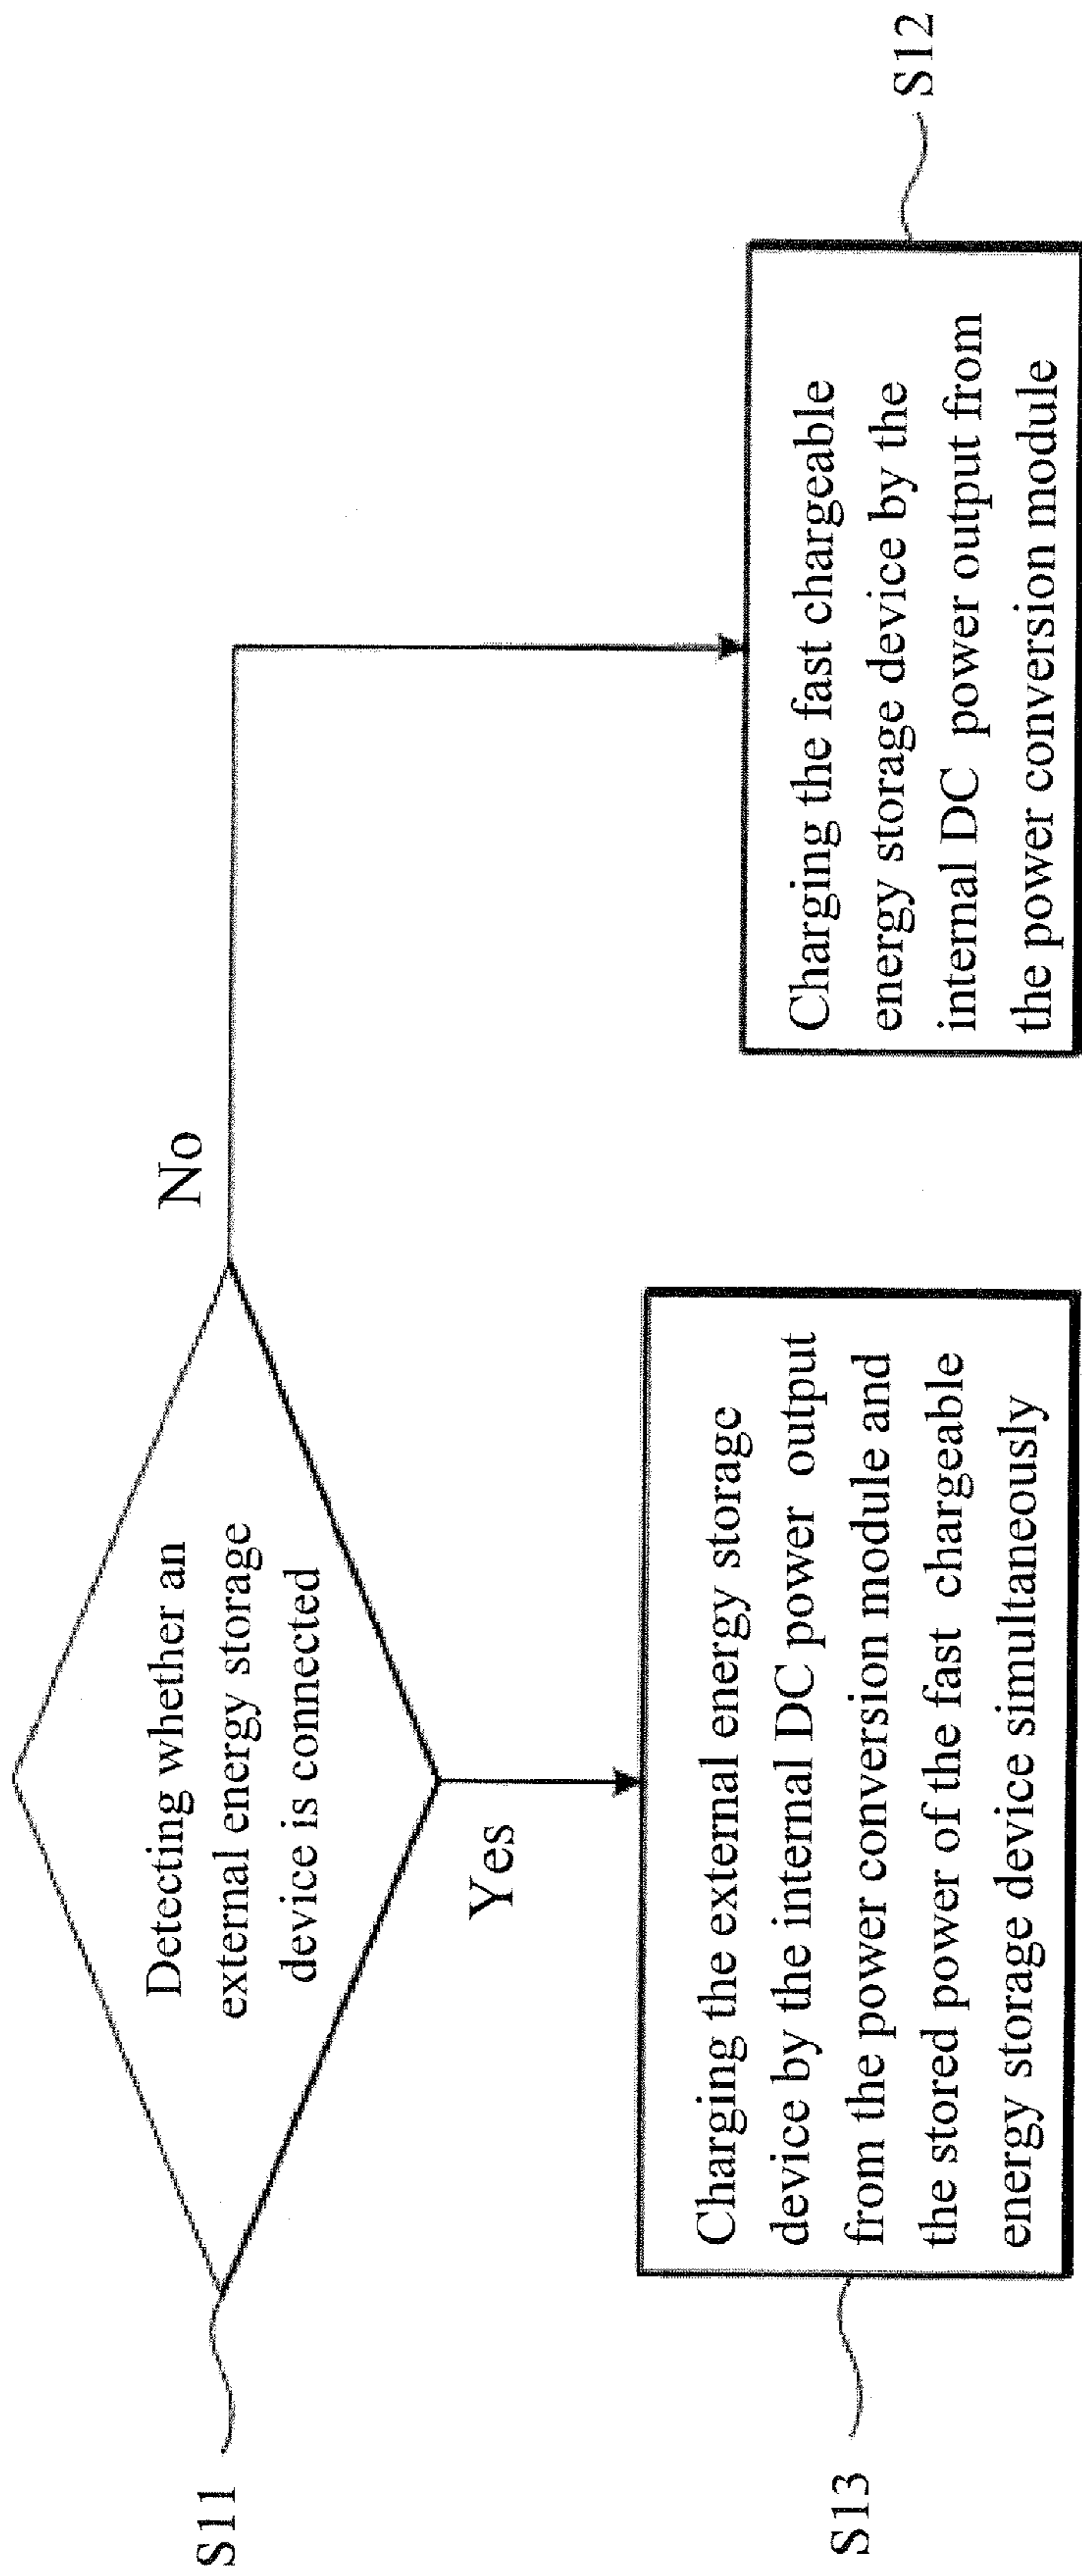 S11
Detecting whether an
external energy storage
device is connected
No
Yes
S13
Charging the external energy storage
device by the internal DC power output
from the power conversion module and
the stored power of the fast chargeable
energy storage device simultaneously
Charging the fast chargeable
energy storage device by the
internal DC power output from
the power conversion module
S12